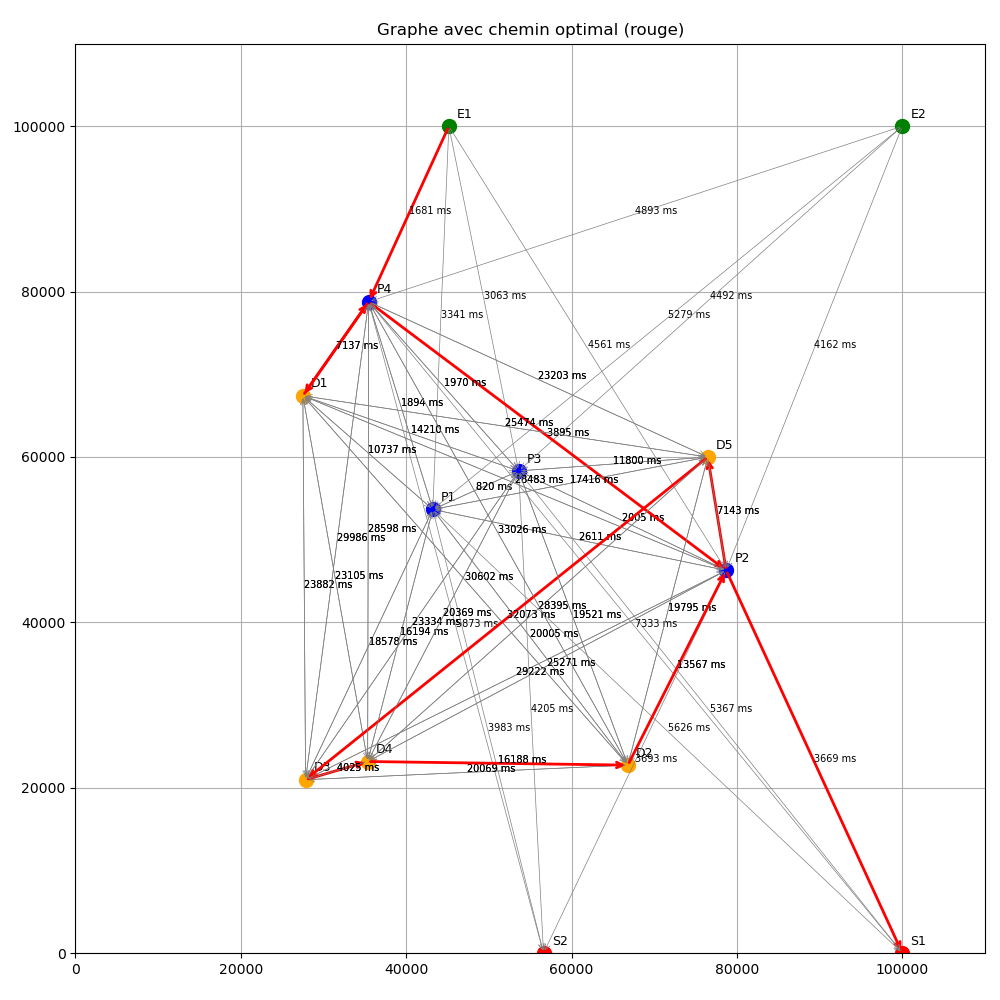 Graphe avec chemin optimal (rouge)
E1
E2
100000
1681 ms
4893 ms
80000
P4
3063 ms
4492 ms
3341 ms
5279 ms
7137 ms
4561 ms
4162 ms
D1
1970 ms
23203 ms
1894 ms
14210 ms
25474 ms
3895 ms
10737 ms
60000
P3
11800 ms
D5
820 ms
17416 ms
P1
28598 ms
29986 ms
33026 ms
2611 ms
2005 ms
7143 ms
P2
23105 ms
23882 ms
30602 ms
40000
20369 ms
28395 ms
32073 ms
19521 ms
19795 ms
23334 ms
16194 ms
18578 ms
20005 ms
7333 ms
25271 ms
29222 ms
13567 ms
4205 ms
5367 ms
3983 ms
5626 ms
D4
D2
3669 ms
D3
4025 ms
16188 ms
20069 ms
20000
S2
S1
0
0
20000
40000
60000
80000
100000